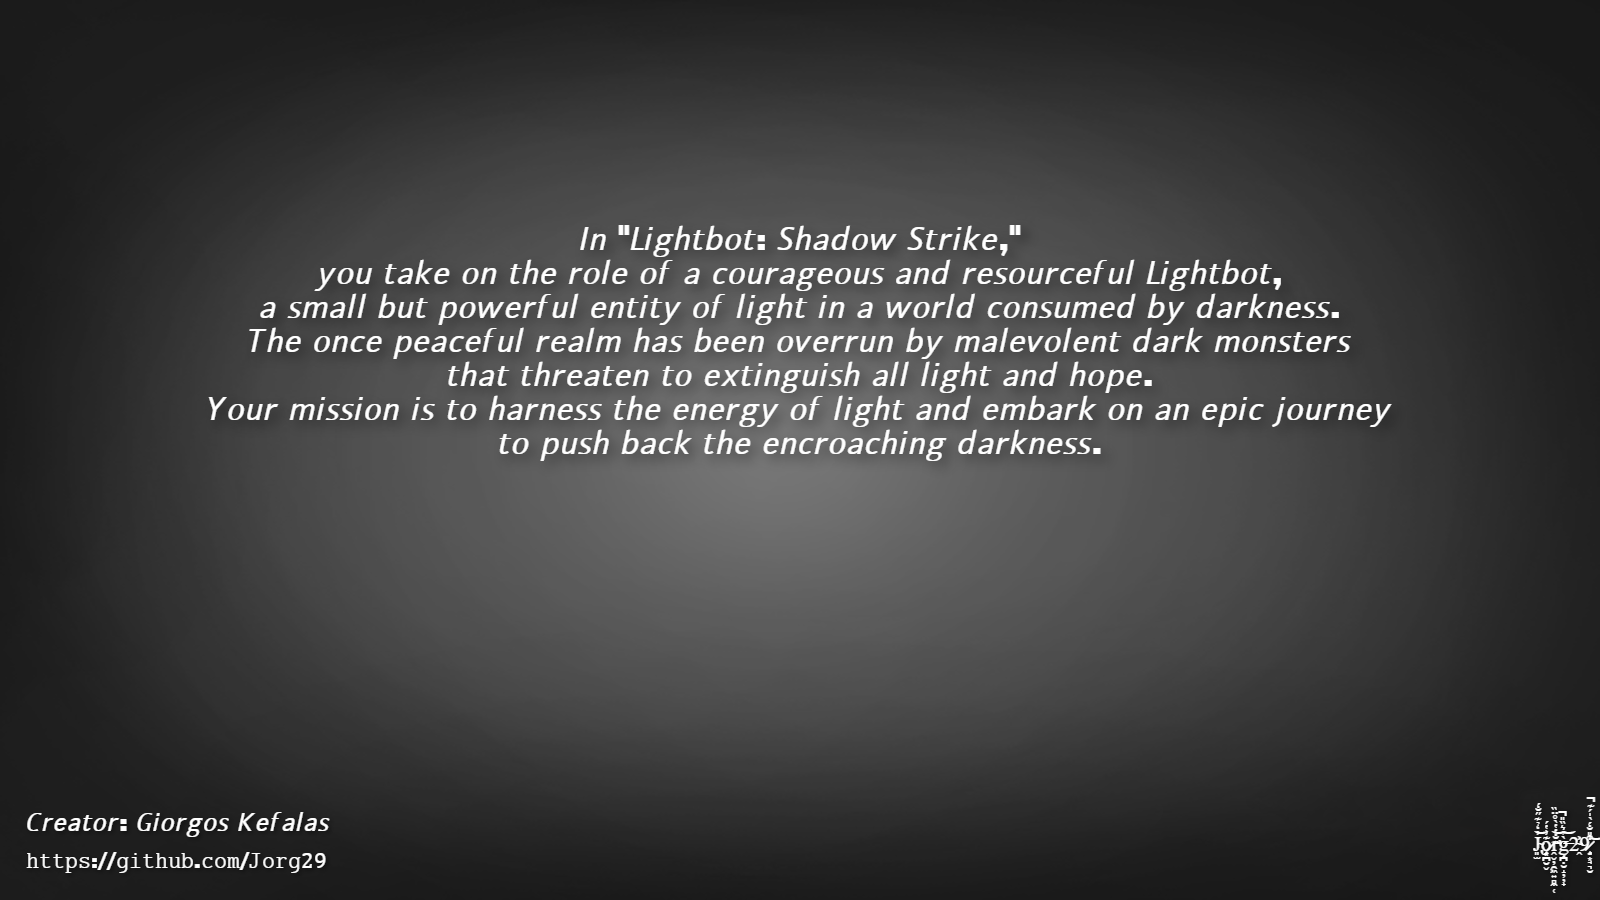 In "Lightbot: Shadow Strike,"
you take on the role of a courageous and resourceful Lightbot,
a small but powerful entity of light in a world consumed by darkness.
The once peaceful realm has been overrun by malevolent dark monsters
that threaten to extinguish all light and hope.
Your mission is to harness the energy of light and embark on an epic journey
to push back the encroaching darkness.
Creator: Giorgos Kefalas
https://github.com/Jorg29
Jorg29